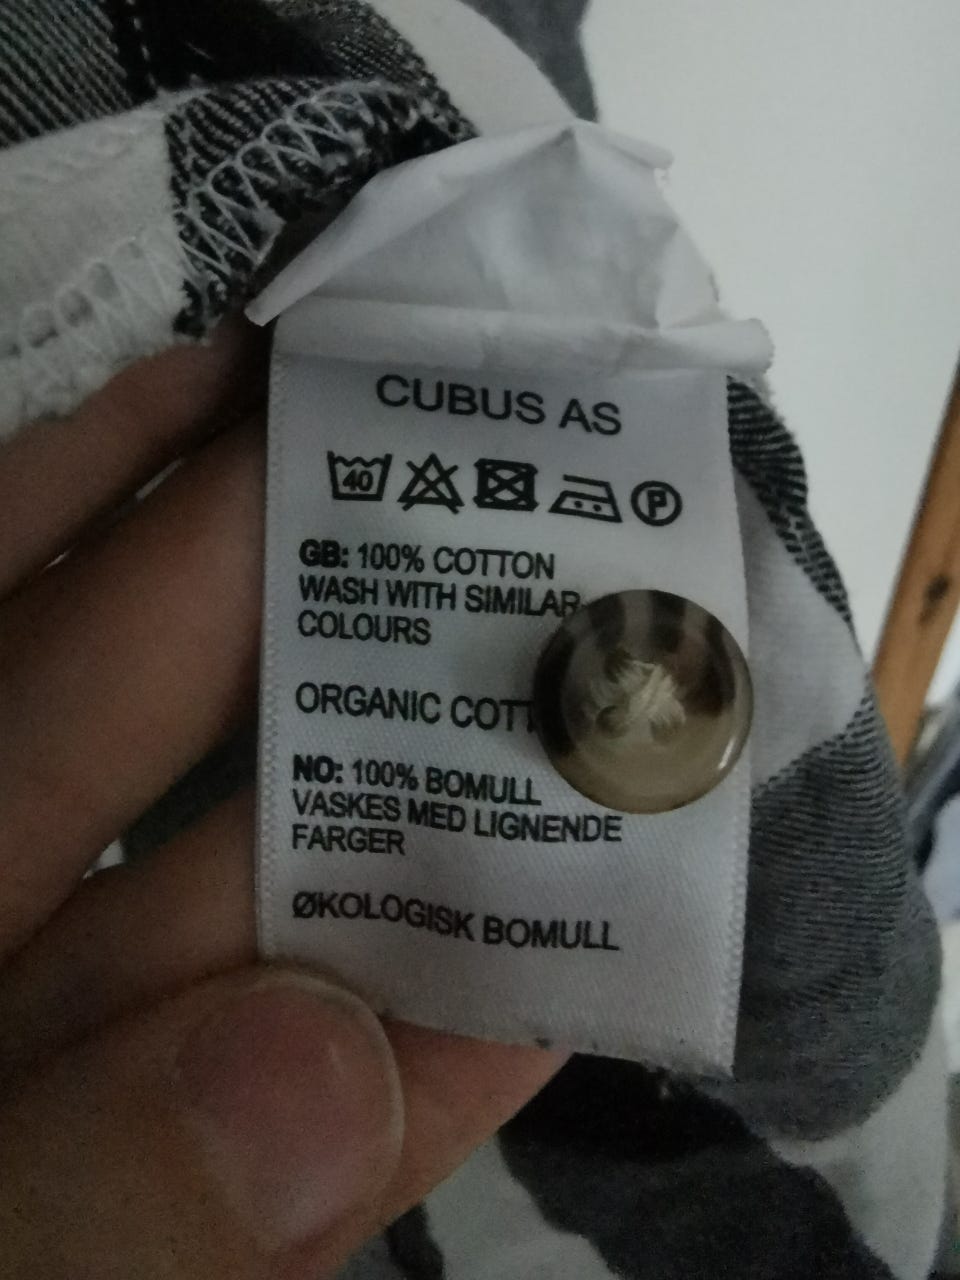 CUBUS AS
40 P
GB: 100% COTTON
WASH WITH SIMILAR
COLOURS
ORGANIC
NO: 100% BOMULL
VASKES MED LIGNENDE
FARGER
ØKOLOGISK BOMULL